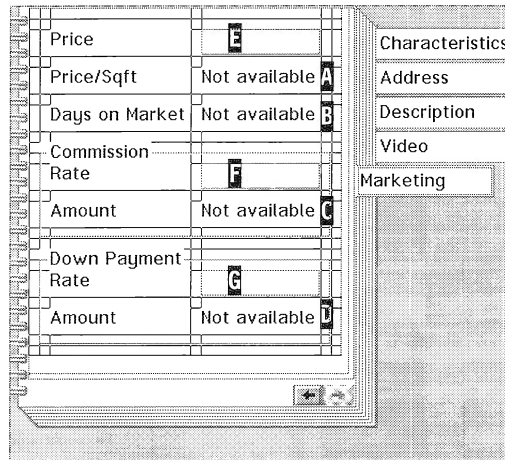 Price E
Price/Sqft Not available A
Days on Market Not available B
Commission
Rate F
Amount Not available C
Down Payment
Rate G
Amount Not available D
Characteristics
Address
Description
Video
Marketing